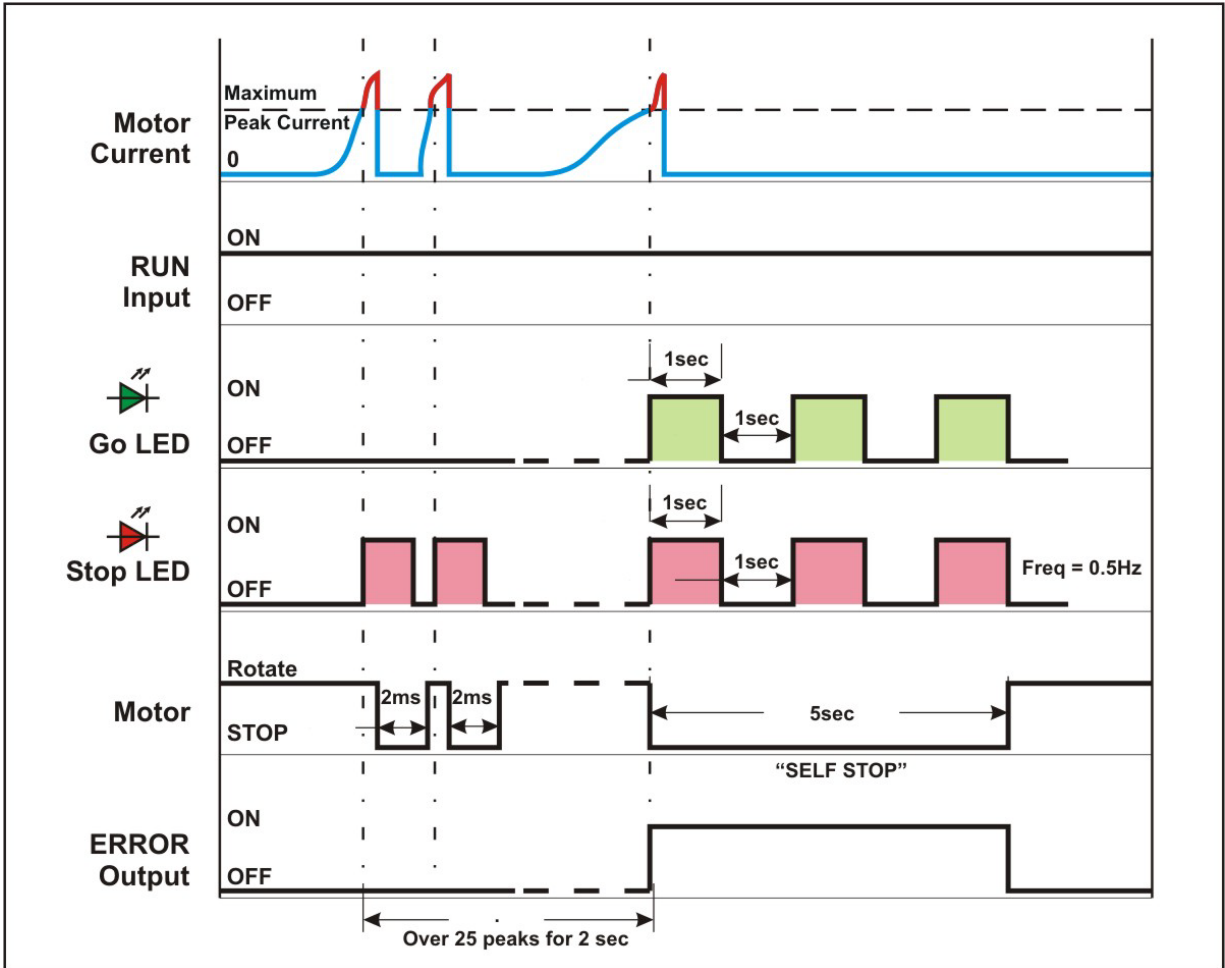 Motor
Current
Maximum
Peak Current
0
RUN
Input
ON
OFF
Go LED
ON
OFF
1sec
1sec
Stop LED
ON
OFF
1sec
1sec
Freq = 0.5Hz
Motor
Rotate
STOP
2ms
2ms
5sec
“SELF STOP”
ERROR
Output
ON
OFF
Over 25 peaks for 2 sec